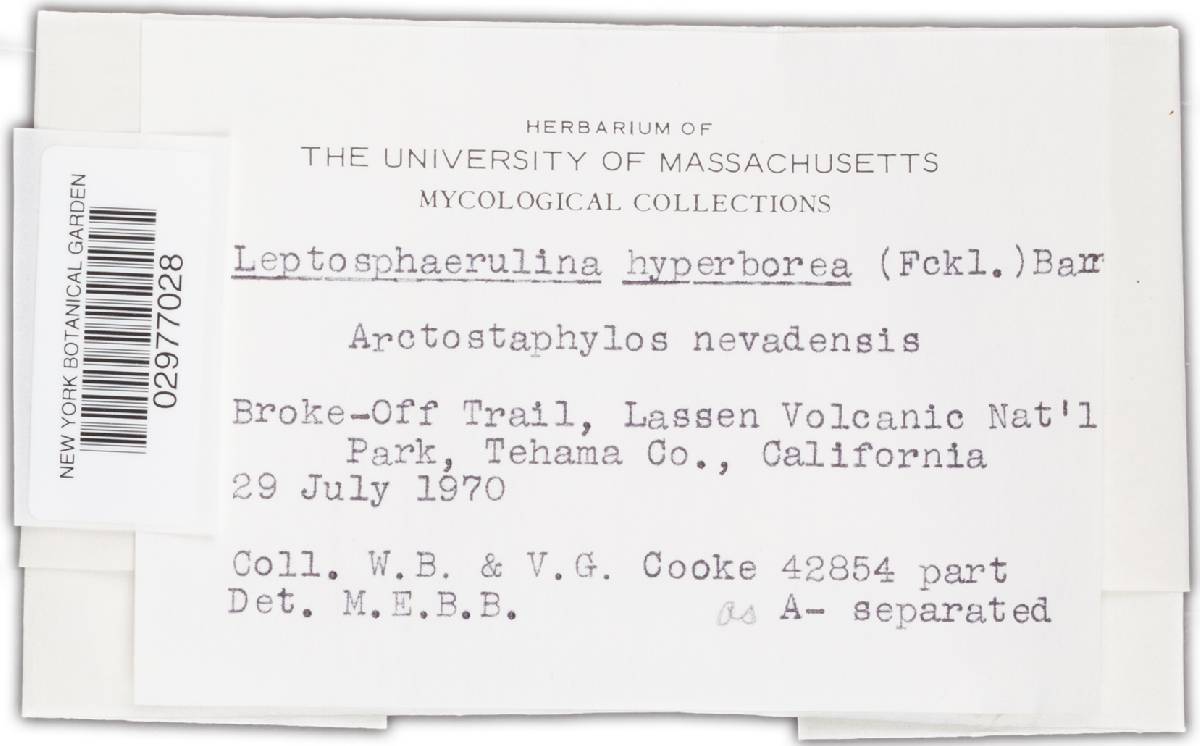 HERBARIUM OF
THE UNIVERSITY OF MASSACHUSETTS
MYCOLOGICAL COLLECTIONS
Leptosphaerulina hyperborea (Fckl.)Barr
Arctostaphylos nevadensis
Broke-Off Trail, Lassen Volcanic Nat'l
Park, Tehama Co., California
29 July 1970
Coll. W.B. & V.G. Cooke 42854 part
Det. M.E.B.B. as A- separated
NEW YORK BOTANICAL GARDEN
02977028